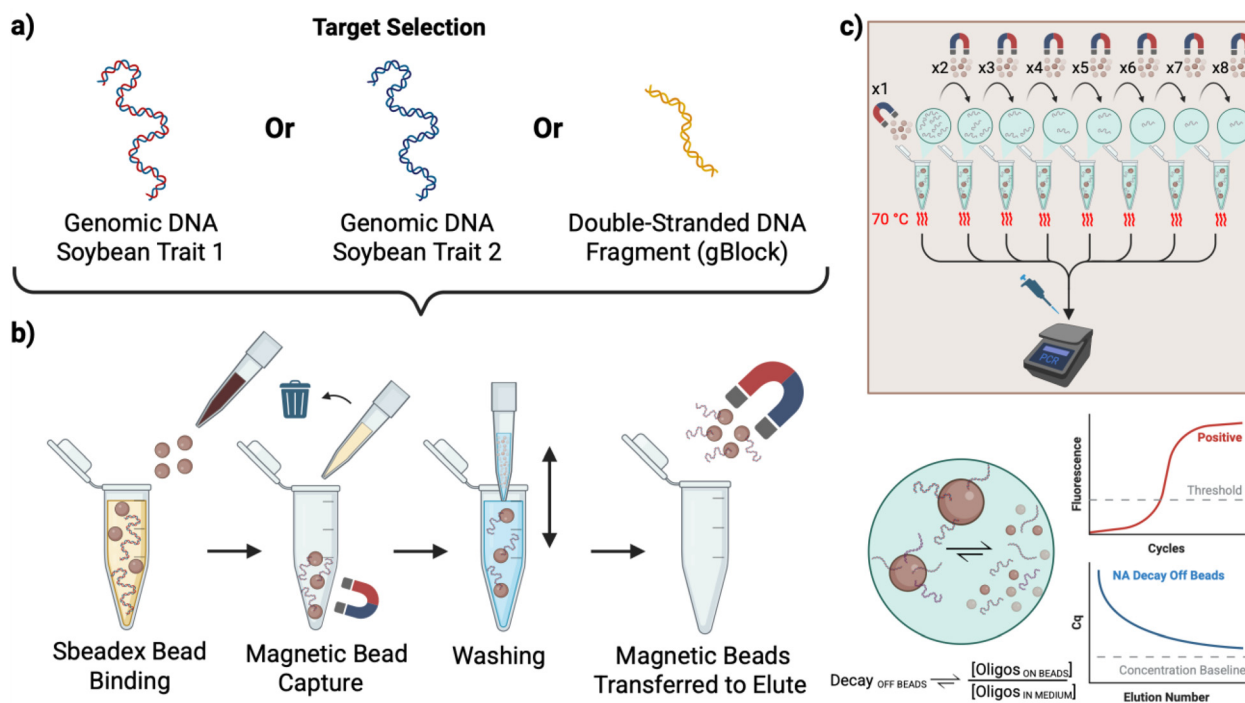 a)
Target Selection
Or
Or
Genomic DNA
Soybean Trait 1
Genomic DNA
Soybean Trait 2
Double-Stranded DNA
Fragment (gBlock)
b)
Sbeadex Bead
Binding
Magnetic Bead
Capture
Washing
Magnetic Beads
Transferred to Elute
c)
x1
x2
x3
x4
x5
x6
x7
x8
70 °C
PCR
Fluorescence
Positive
Threshold
Cycles
Cq
NA Decay Off Beads
Concentration Baseline
Elution Number
Decay OFF BEADS ⇌ [Oligos ON BEADS]
[Oligos IN MEDIUM]